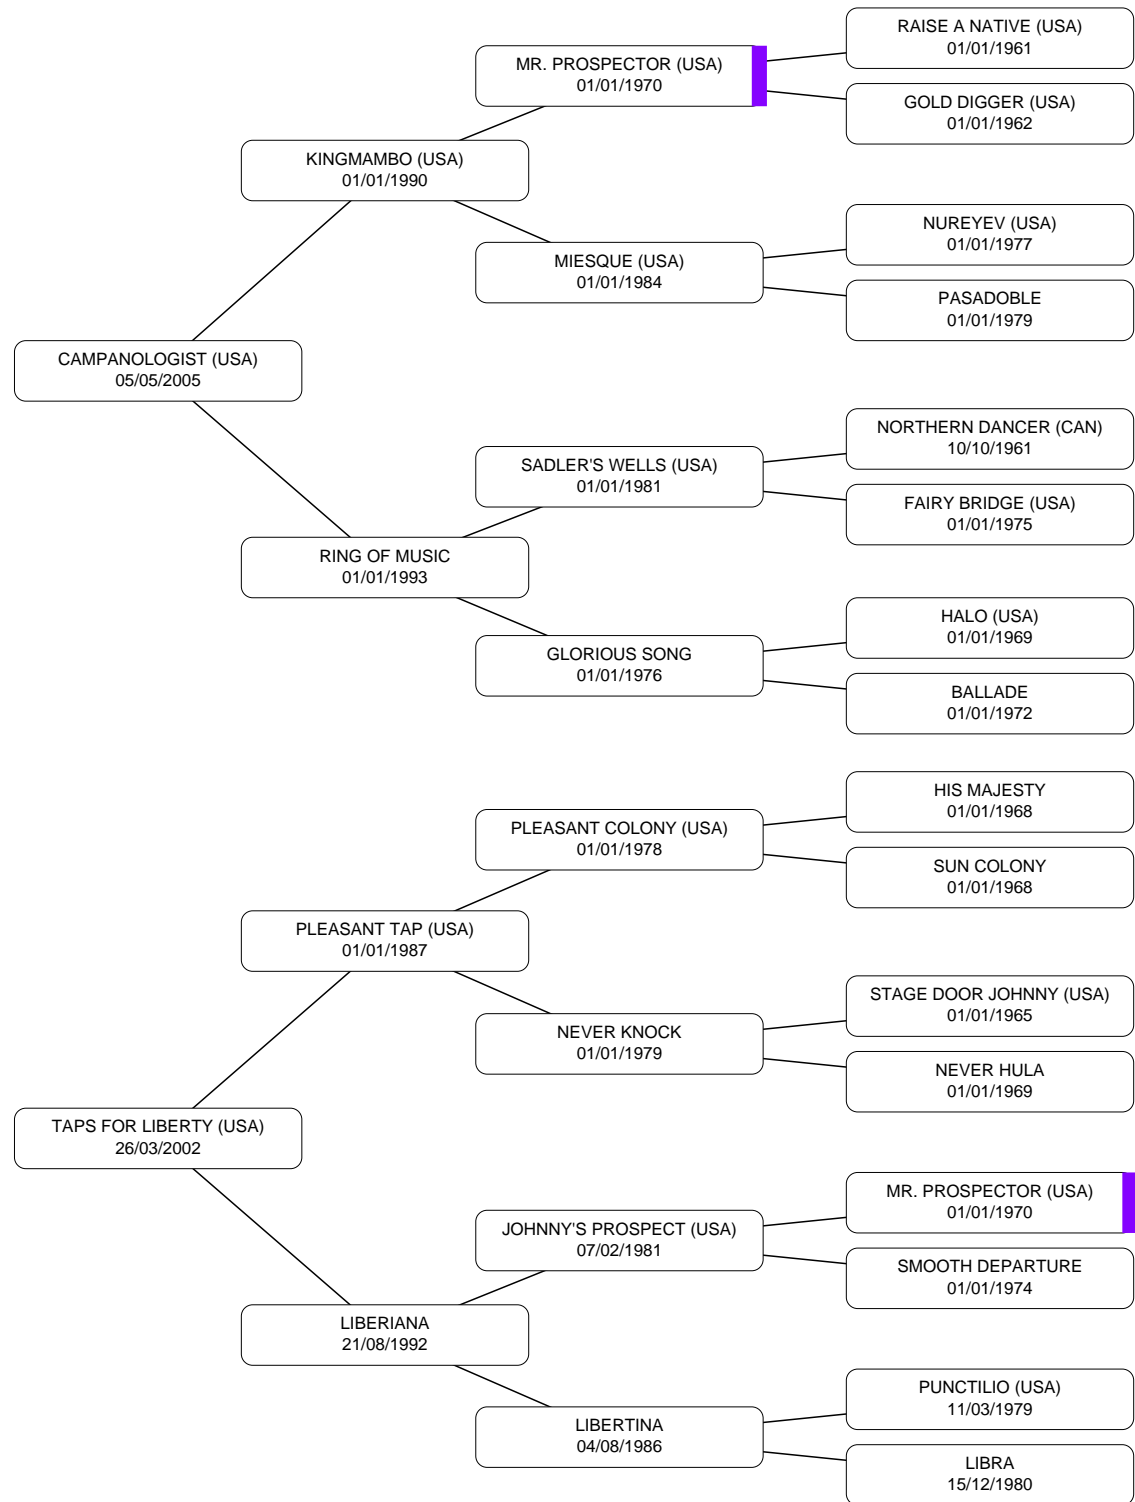 RAISE A NATIVE (USA)
01/01/1961
MR. PROSPECTOR (USA)
01/01/1970
GOLD DIGGER (USA)
01/01/1962
KINGMAMBO (USA)
01/01/1990
NUREYEV (USA)
01/01/1977
MIESQUE (USA)
01/01/1984
PASADOBLE
01/01/1979
CAMPANOLOGIST (USA)
05/05/2005
NORTHERN DANCER (CAN)
10/10/1961
SADLER'S WELLS (USA)
01/01/1981
FAIRY BRIDGE (USA)
01/01/1975
RING OF MUSIC
01/01/1993
HALO (USA)
01/01/1969
GLORIOUS SONG
01/01/1976
BALLADE
01/01/1972
HIS MAJESTY
01/01/1968
PLEASANT COLONY (USA)
01/01/1978
SUN COLONY
01/01/1968
PLEASANT TAP (USA)
01/01/1987
STAGE DOOR JOHNNY (USA)
01/01/1965
NEVER KNOCK
01/01/1979
NEVER HULA
01/01/1969
TAPS FOR LIBERTY (USA)
26/03/2002
MR. PROSPECTOR (USA)
01/01/1970
JOHNNY'S PROSPECT (USA)
07/02/1981
SMOOTH DEPARTURE
01/01/1974
LIBERIANA
21/08/1992
PUNCTILIO (USA)
11/03/1979
LIBERTINA
04/08/1986
LIBRA
15/12/1980